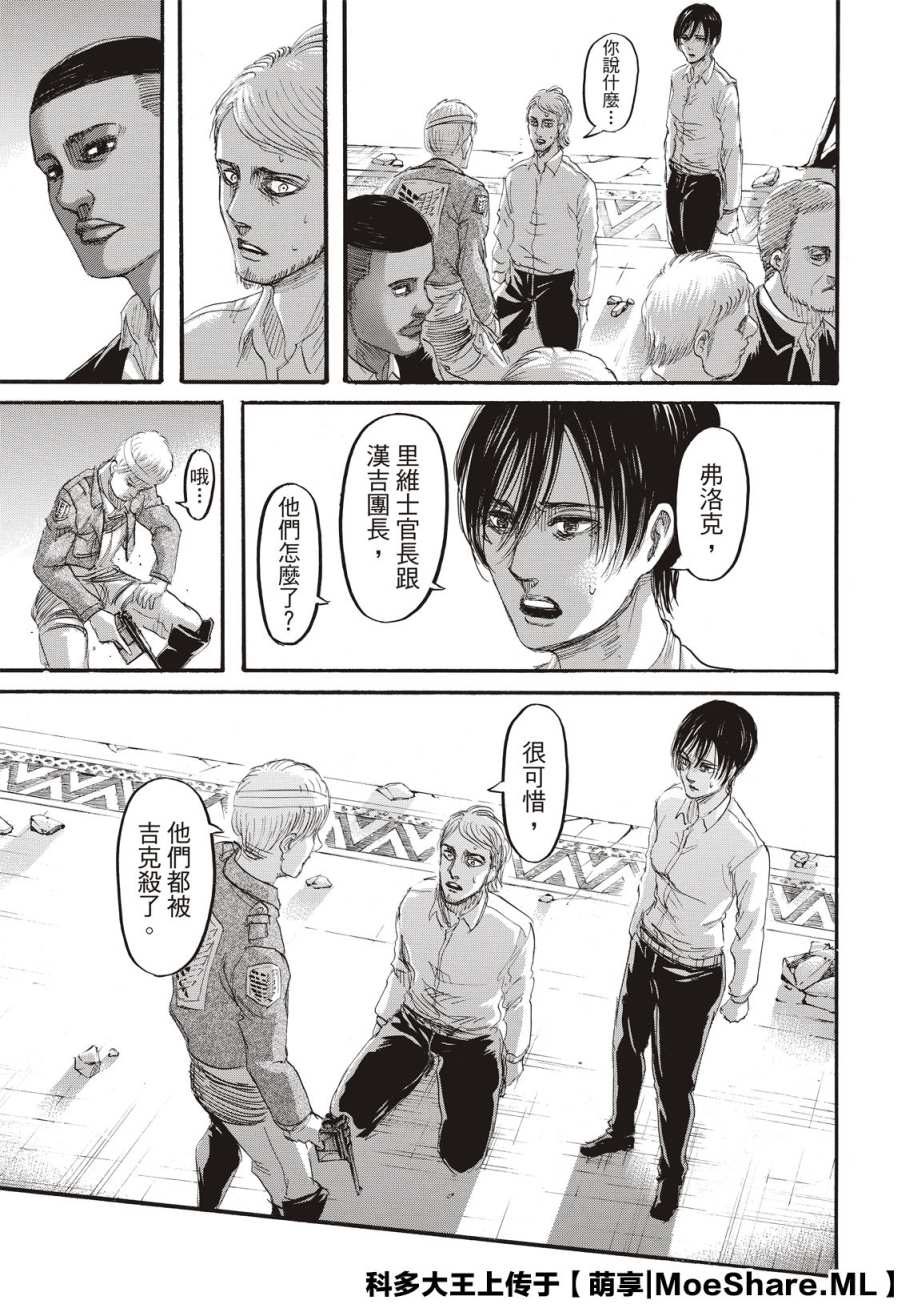 你說什麼…
弗洛克，
里維士官長跟
漢吉團長，
他們怎麼了？
哦…
很可惜，
他們都被
吉克殺了。
科多大王上传于【萌享|MoeShare.ML】